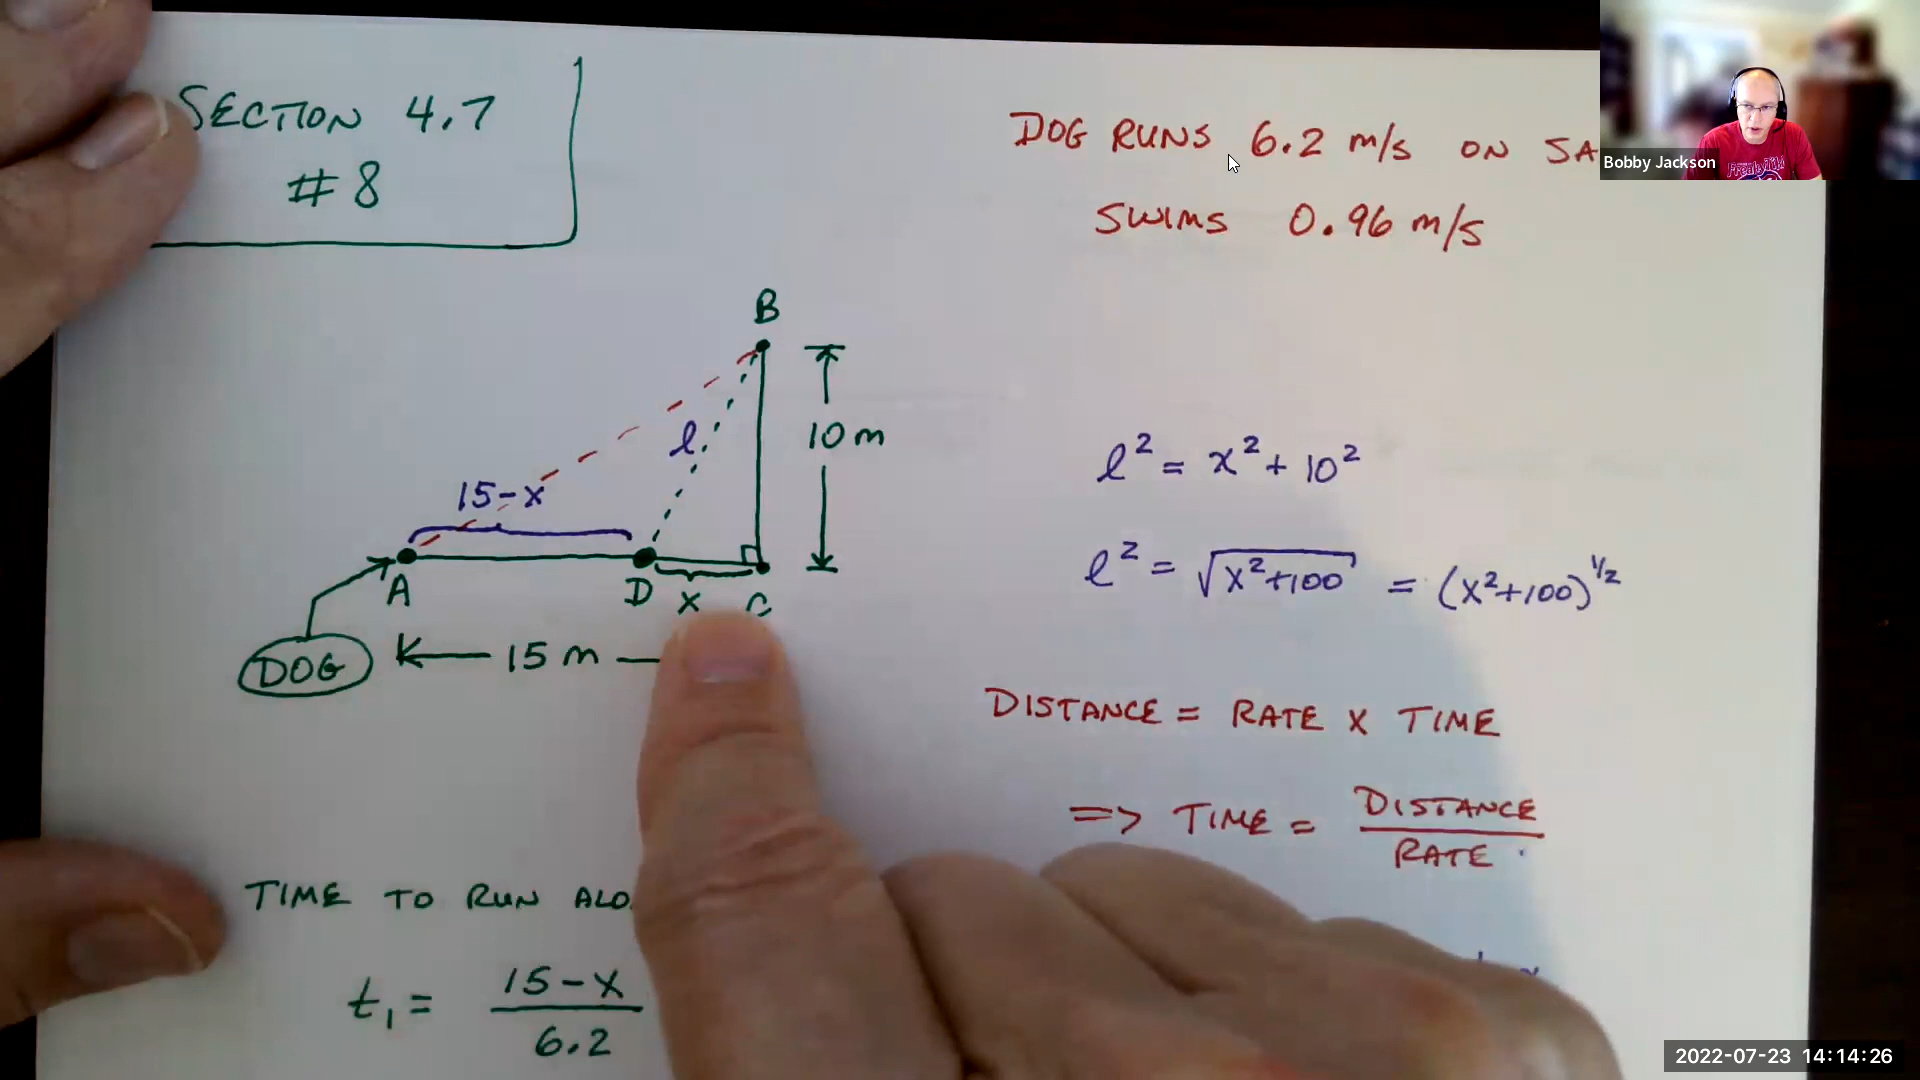 SECTION 4.7
#8
DOG RUNS 6.2 m/s ON
SWIMS 0.96 m/s
Bobby Jackson
B
10 m
l
15-x
A
D
x
C
DOG
15 m
l² = x² + 10²
l² = √x²+100 = (x²+100)^1/2
DISTANCE = RATE X TIME
=> TIME = DISTANCE
RATE
TIME TO RUN
t₁ = 15-x
6.2
2022-07-23 14:14:26